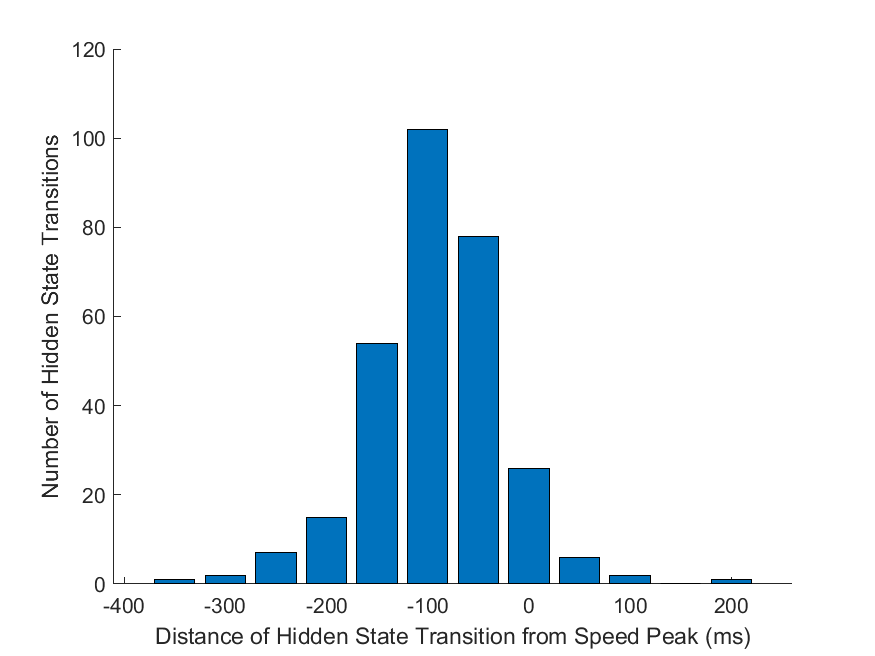 120
100
80
60
40
20
0
Number of Hidden State Transitions
-400 -300 -200 -100 0 100 200
Distance of Hidden State Transition from Speed Peak (ms)